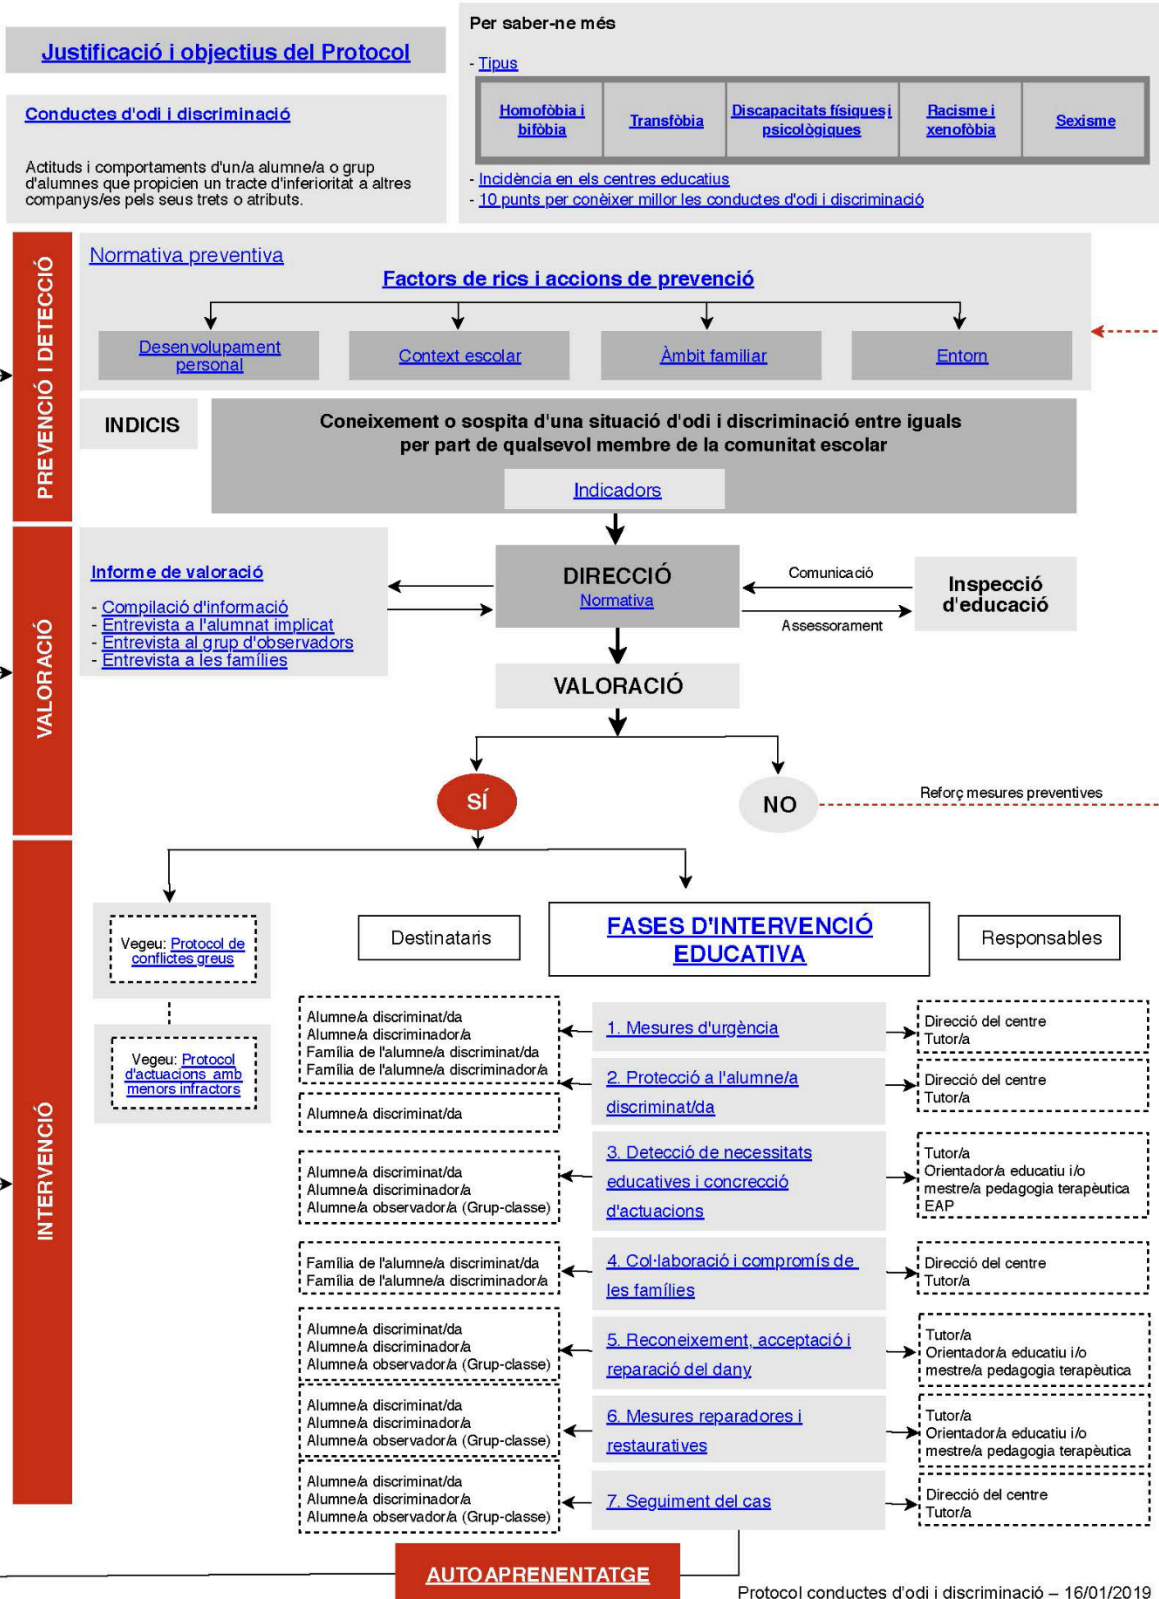 Justificació i objectius del Protocol
Conductes d'odi i discriminació
Actituds i comportaments d'un/a alumne/a o grup
d'alumnes que propicien un tracte d'inferioritat a altres
companys/es pels seus trets o atributs.
Per saber-ne més
- Tipus
Homofòbia i
bifòbia
Transfòbia
Discapacitats físiques i
psicològiques
Racisme i
xenofòbia
Sexisme
- Incidència en els centres educatius
- 10 punts per conèixer millor les conductes d'odi i discriminació
PREVENCIÓ I DETECCIÓ
Normativa preventiva
Factors de rics i accions de prevenció
Desenvolupament
personal
Context escolar
Àmbit familiar
Entorn
INDICIS
Coneixement o sospita d'una situació d'odi i discriminació entre iguals
per part de qualsevol membre de la comunitat escolar
Indicadors
VALORACIÓ
Informe de valoració
- Compilació d'informació
- Entrevista a l'alumnat implicat
- Entrevista al grup d'observadors
- Entrevista a les famílies
DIRECCIÓ
Normativa
Comunicació
Assessorament
Inspecció
d'educació
VALORACIÓ
SÍ
NO
Reforç mesures preventives
INTERVENCIÓ
Vegeu: Protocol de
conflictes greus
Vegeu: Protocol
d'actuacions amb
menors infractors
Destinataris
FASES D'INTERVENCIÓ
EDUCATIVA
Responsables
Alumne/a discriminat/da
Alumne/a discriminador/a
Família de l'alumne/a discriminat/da
Família de l'alumne/a discriminador/a
1. Mesures d'urgència
Direcció del centre
Tutor/a
Alumne/a discriminat/da
2. Protecció a l'alumne/a
discriminat/da
Direcció del centre
Tutor/a
Alumne/a discriminat/da
Alumne/a discriminador/a
Alumne/a observador/a (Grup-classe)
3. Detecció de necessitats
educatives i concrecció
d'actuacions
Tutor/a
Orientador/a educatiu i/o
mestre/a pedagogia terapèutica
EAP
Família de l'alumne/a discriminat/da
Família de l'alumne/a discriminador/a
4. Col·laboració i compromís de
les famílies
Direcció del centre
Tutor/a
Alumne/a discriminat/da
Alumne/a discriminador/a
Alumne/a observador/a (Grup-classe)
5. Reconeixement, acceptació i
reparació del dany
Tutor/a
Orientador/a educatiu i/o
mestre/a pedagogia terapèutica
Alumne/a discriminat/da
Alumne/a discriminador/a
Alumne/a observador/a (Grup-classe)
6. Mesures reparadores i
restauratives
Tutor/a
Orientador/a educatiu i/o
mestre/a pedagogia terapèutica
Alumne/a discriminat/da
Alumne/a discriminador/a
Alumne/a observador/a (Grup-classe)
7. Seguiment del cas
Direcció del centre
Tutor/a
AUTOAPRENENTATGE
Protocol conductes d'odi i discriminació – 16/01/2019